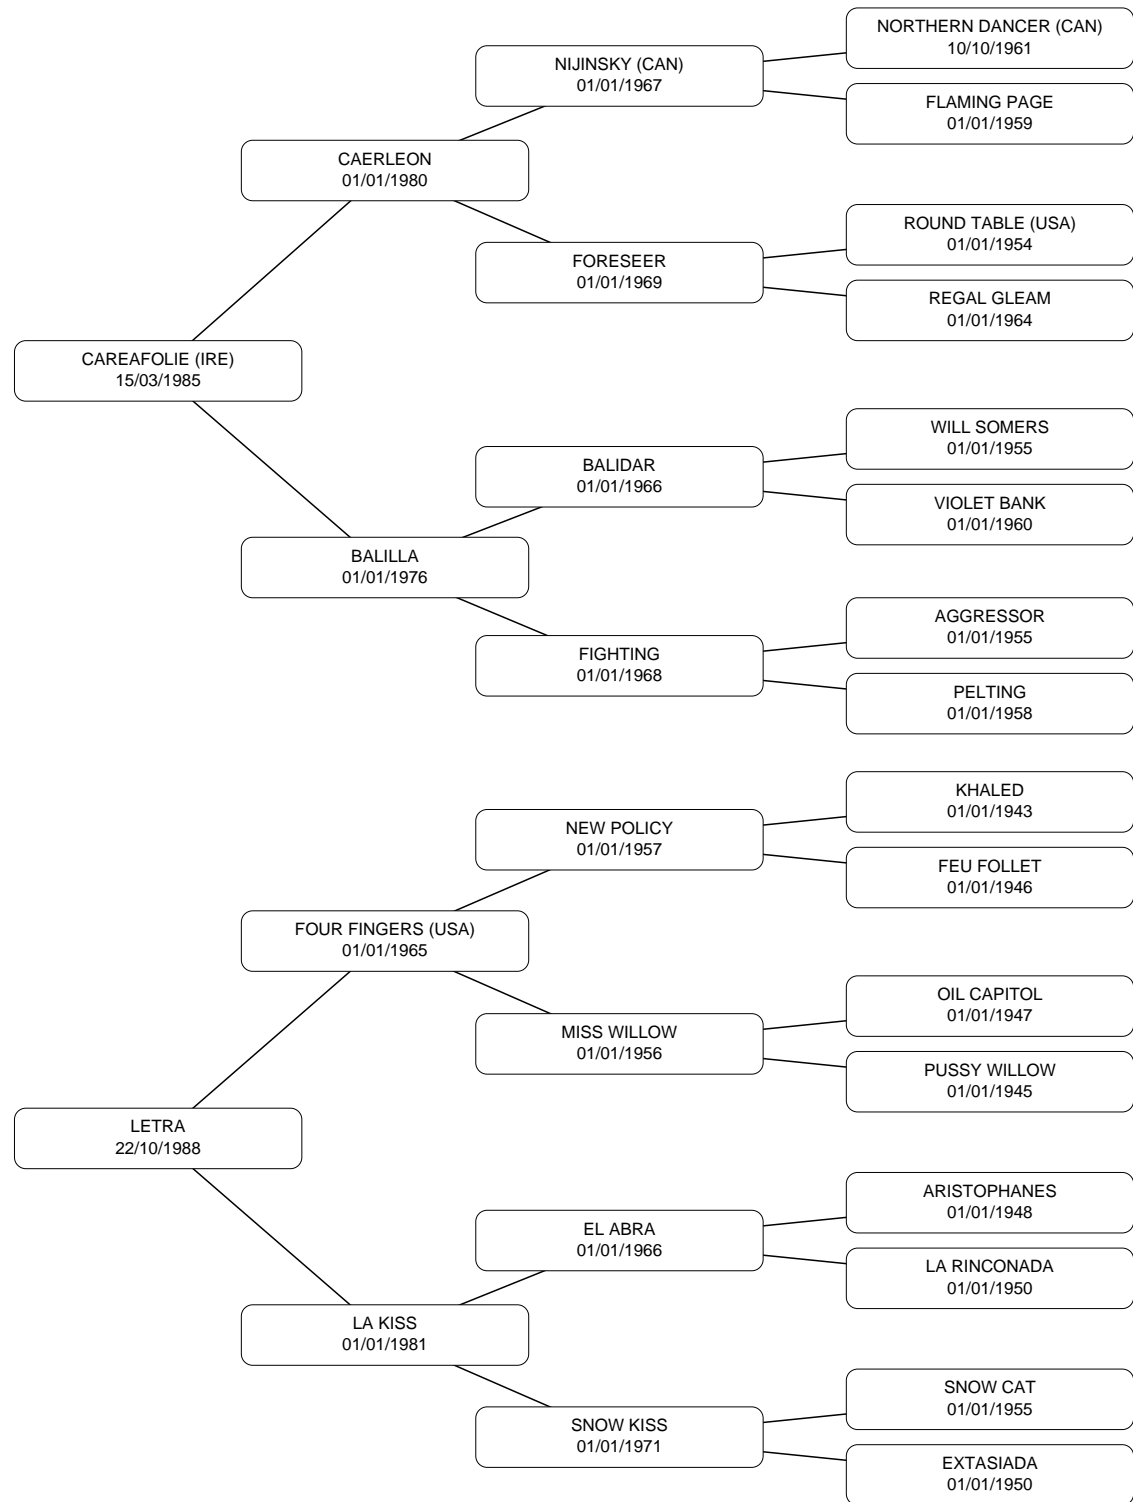 NORTHERN DANCER (CAN)
10/10/1961
NIJINSKY (CAN)
01/01/1967
FLAMING PAGE
01/01/1959
CAERLEON
01/01/1980
ROUND TABLE (USA)
01/01/1954
FORESEER
01/01/1969
REGAL GLEAM
01/01/1964
CAREAFOLIE (IRE)
15/03/1985
WILL SOMERS
01/01/1955
BALIDAR
01/01/1966
VIOLET BANK
01/01/1960
BALILLA
01/01/1976
AGGRESSOR
01/01/1955
FIGHTING
01/01/1968
PELTING
01/01/1958
KHALED
01/01/1943
NEW POLICY
01/01/1957
FEU FOLLET
01/01/1946
FOUR FINGERS (USA)
01/01/1965
OIL CAPITOL
01/01/1947
MISS WILLOW
01/01/1956
PUSSY WILLOW
01/01/1945
LETRA
22/10/1988
ARISTOPHANES
01/01/1948
EL ABRA
01/01/1966
LA RINCONADA
01/01/1950
LA KISS
01/01/1981
SNOW CAT
01/01/1955
SNOW KISS
01/01/1971
EXTASIADA
01/01/1950